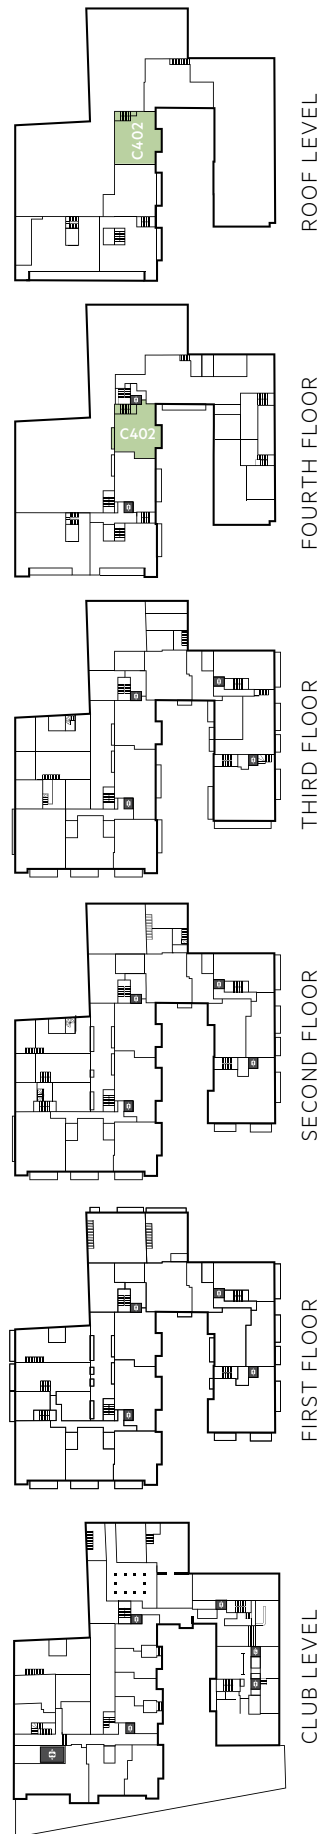 C402
ROOF LEVEL
C402
FOURTH FLOOR
THIRD FLOOR
SECOND FLOOR
FIRST FLOOR
CLUB LEVEL